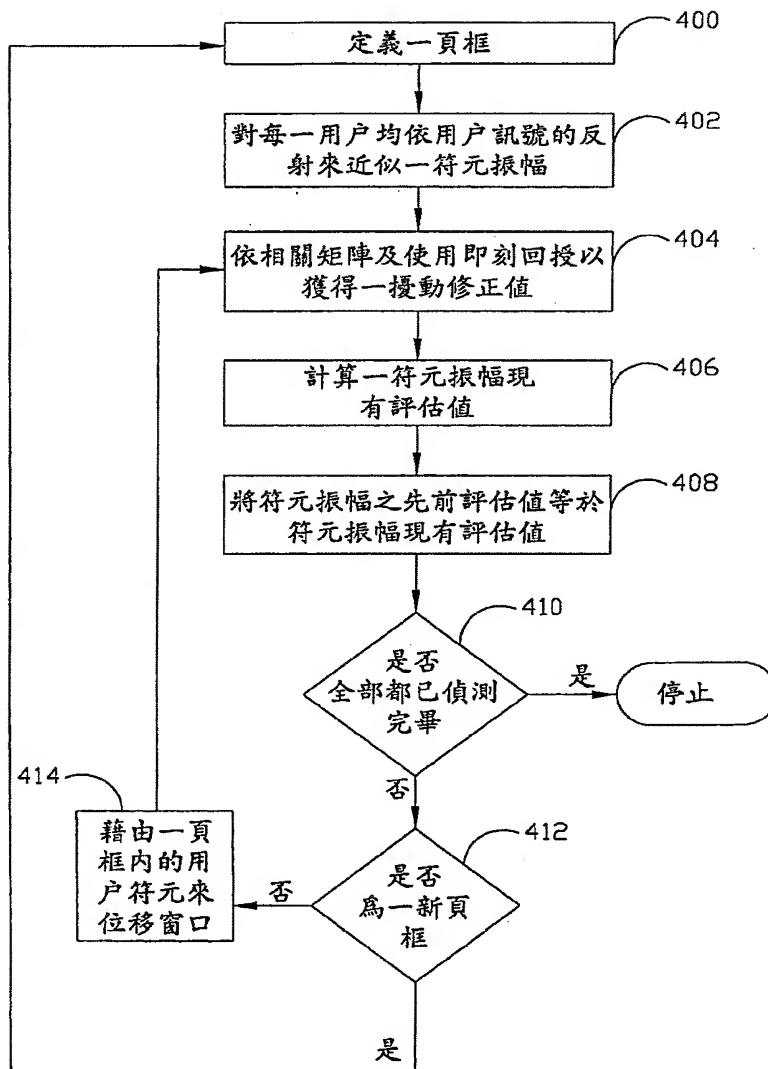 400
定義一頁框
402
對每一用户均依用户訊號的反
射來近似一符元振幅
404
依相關矩陣及使用即刻回授以
獲得一擾動修正值
406
計算一符元振幅現
有評估值
408
將符元振幅之先前評估值等於
符元振幅現有評估值
410
是否
全部都已偵測
完畢
是
停止
否
414
藉由一頁
框内的用
户符元來
位移窗口
否
412
是否
爲一新頁
框
是